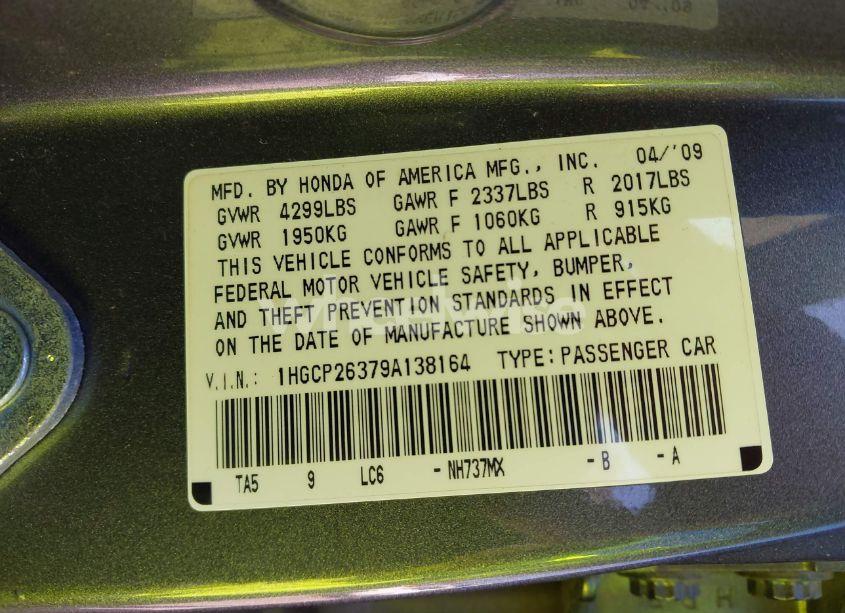 MFD. BY HONDA OF AMERICA MFG., INC. 04/'09
GVWR 4299LBS GAWR F 2337LBS R 2017LBS
GVWR 1950KG GAWR F 1060KG R 915KG
THIS VEHICLE CONFORMS TO ALL APPLICABLE
FEDERAL MOTOR VEHICLE SAFETY, BUMPER,
AND THEFT PREVENTION STANDARDS IN EFFECT
ON THE DATE OF MANUFACTURE SHOWN ABOVE.
V.I.N.: 1HGCP26379A138164 TYPE: PASSENGER CAR
TA5 9 LC6 -NH737MX -B -A